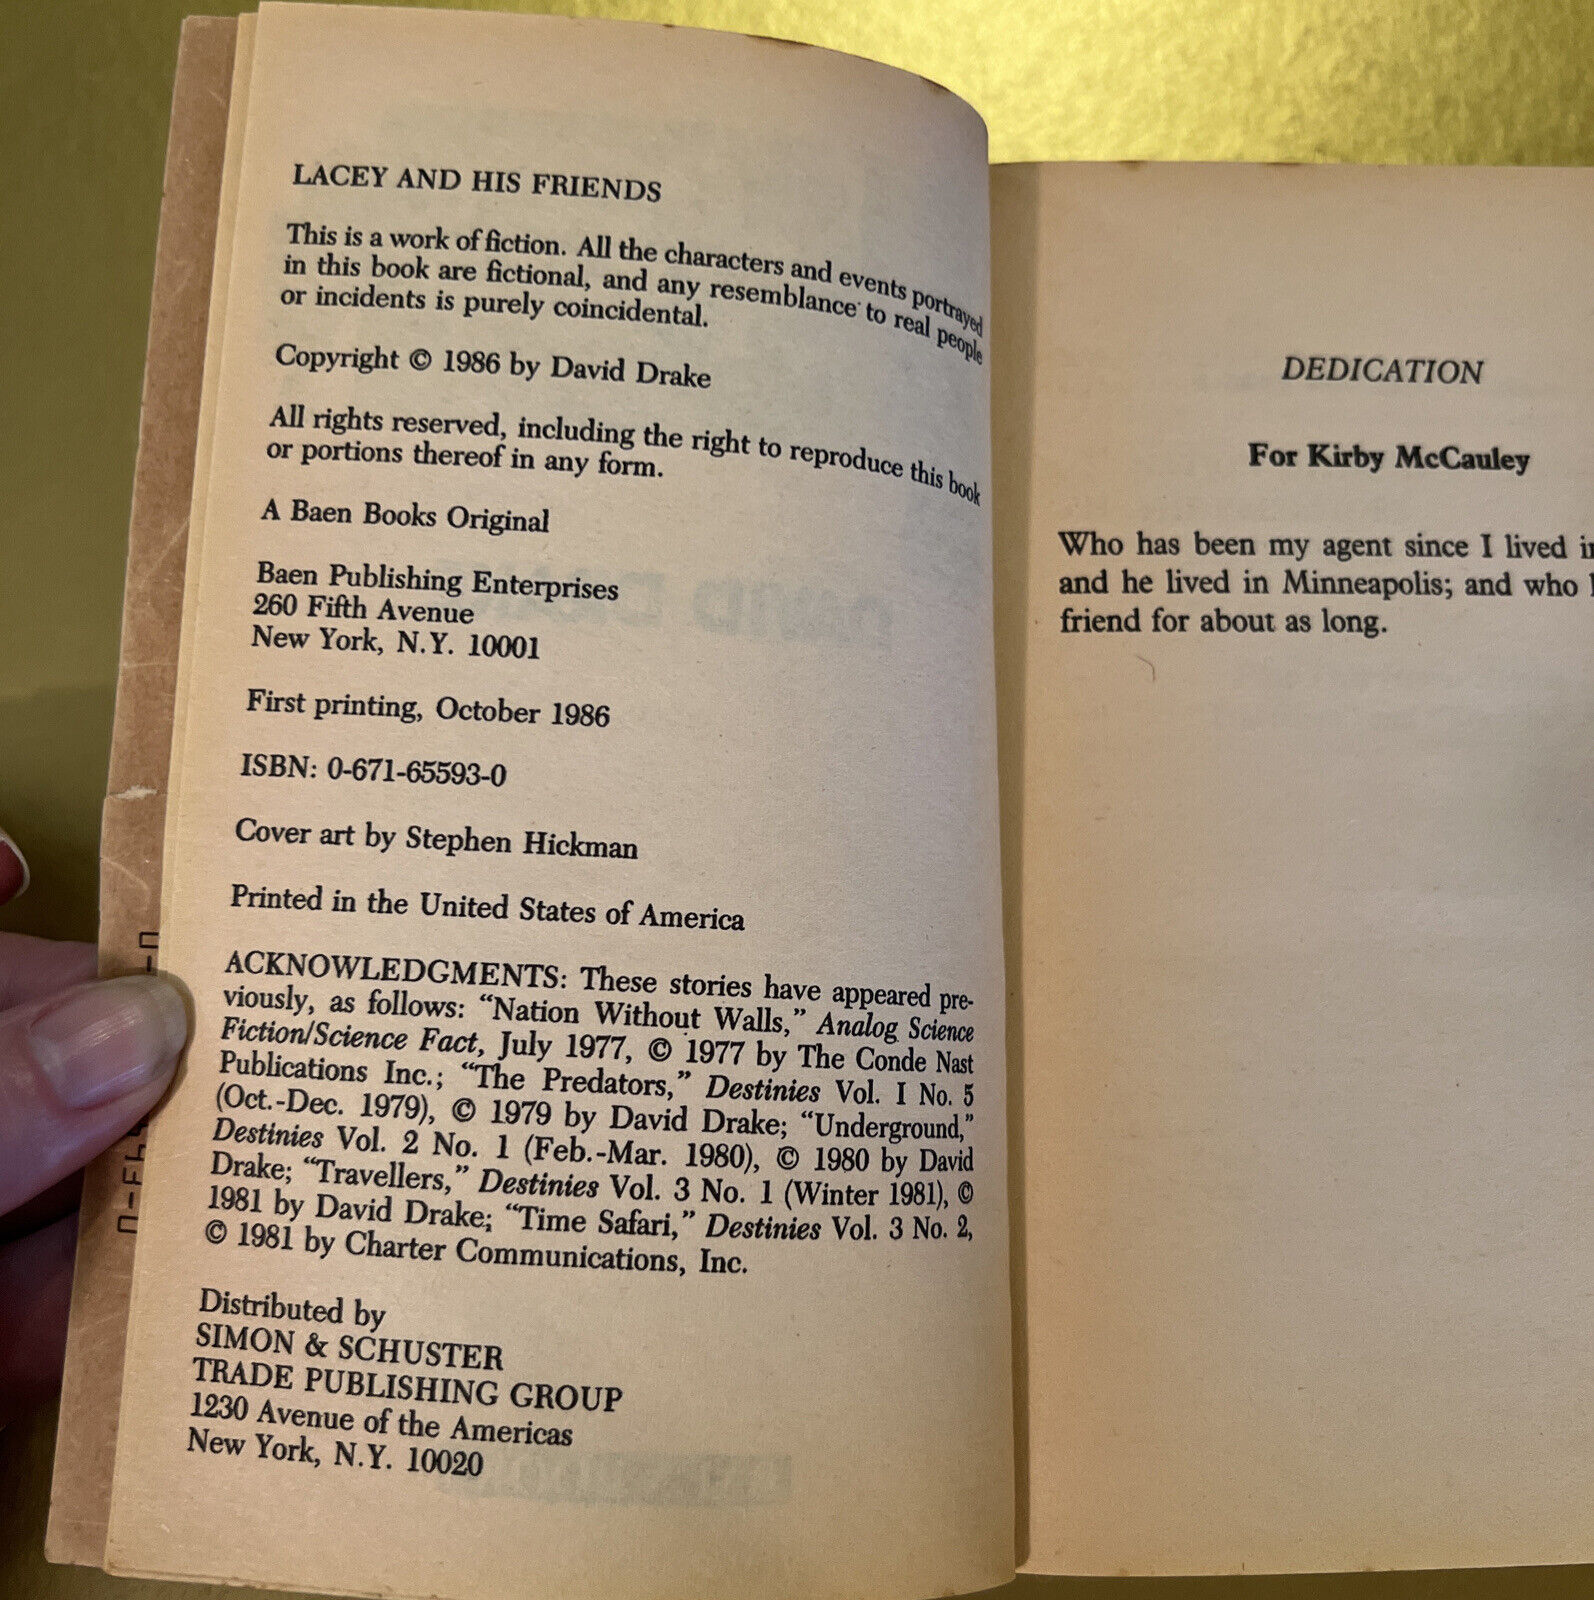 LACEY AND HIS FRIENDS
This is a work of fiction. All the characters and events portrayed
in this book are fictional, and any resemblance to real people
or incidents is purely coincidental.
Copyright © 1986 by David Drake
All rights reserved, including the right to reproduce this book
or portions thereof in any form.
A Baen Books Original
Baen Publishing Enterprises
260 Fifth Avenue
New York, N.Y. 10001
First printing, October 1986
ISBN: 0-671-65593-0
Cover art by Stephen Hickman
Printed in the United States of America
ACKNOWLEDGMENTS: These stories have appeared pre-
viously, as follows: “Nation Without Walls,” Analog Science
Fiction/Science Fact, July 1977, © 1977 by The Conde Nast
Publications Inc.; “The Predators,” Destinies Vol. I No. 5
(Oct.-Dec. 1979), © 1979 by David Drake; “Underground,”
Destinies Vol. 2 No. 1 (Feb.-Mar. 1980), © 1980 by David
Drake; “Travellers,” Destinies Vol. 3 No. 1 (Winter 1981), ©
1981 by David Drake; “Time Safari,” Destinies Vol. 3 No. 2,
© 1981 by Charter Communications, Inc.
Distributed by
SIMON & SCHUSTER
TRADE PUBLISHING GROUP
1230 Avenue of the Americas
New York, N.Y. 10020
DEDICATION
For Kirby McCauley
Who has been my agent since I lived
and he lived in Minneapolis; and who
friend for about as long.